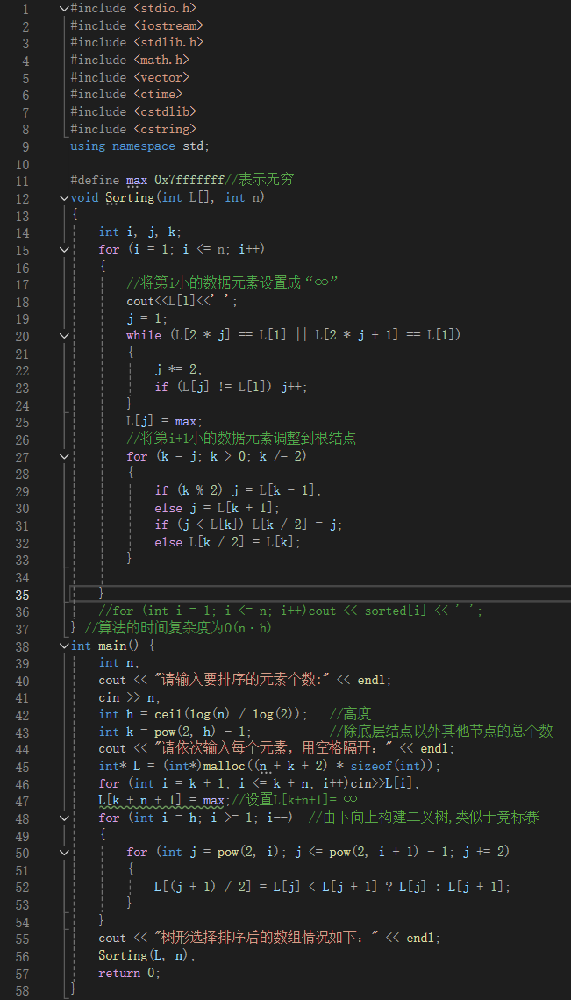 1 #include <stdio.h>
2 #include <iostream>
3 #include <stdlib.h>
4 #include <math.h>
5 #include <vector>
6 #include <ctime>
7 #include <cstdlib>
8 #include <cstring>
9 using namespace std;
10
11 #define max 0x7fffffff//表示无穷
12 void Sorting(int L[], int n)
13 {
14 int i, j, k;
15 for (i = 1; i <= n; i++)
16 {
17 //将第i小的数据元素设置成“∞”
18 cout<<L[1]<<' ';
19 j = 1;
20 while (L[2 * j] == L[1] || L[2 * j + 1] == L[1])
21 {
22 j *= 2;
23 if (L[j] != L[1]) j++;
24 }
25 L[j] = max;
26 //将第i+1小的数据元素调整到根结点
27 for (k = j; k > 0; k /= 2)
28 {
29 if (k % 2) j = L[k - 1];
30 else j = L[k + 1];
31 if (j < L[k]) L[k / 2] = j;
32 else L[k / 2] = L[k];
33 }
34
35 }
36 //for (int i = 1; i <= n; i++)cout << sorted[i] << ' ';
37 } //算法的时间复杂度为O(n·h)
38 int main() {
39 int n;
40 cout << "请输入要排序的元素个数:" << endl;
41 cin >> n;
42 int h = ceil(log(n) / log(2)); //高度
43 int k = pow(2, h) - 1; //除底层结点以外其他节点的总个数
44 cout << "请依次输入每个元素，用空格隔开：" << endl;
45 int* L = (int*)malloc((n + k + 2) * sizeof(int));
46 for (int i = k + 1; i <= k + n; i++)cin>>L[i];
47 L[k + n + 1] = max;//设置L[k+n+1]= ∞
48 for (int i = h; i >= 1; i--) //由下向上构建二叉树,类似于竞标赛
49 {
50 for (int j = pow(2, i); j <= pow(2, i + 1) - 1; j += 2)
51 {
52 L[(j + 1) / 2] = L[j] < L[j + 1] ? L[j] : L[j + 1];
53 }
54 }
55 cout << "树形选择排序后的数组情况如下：" << endl;
56 Sorting(L, n);
57 return 0;
58 }